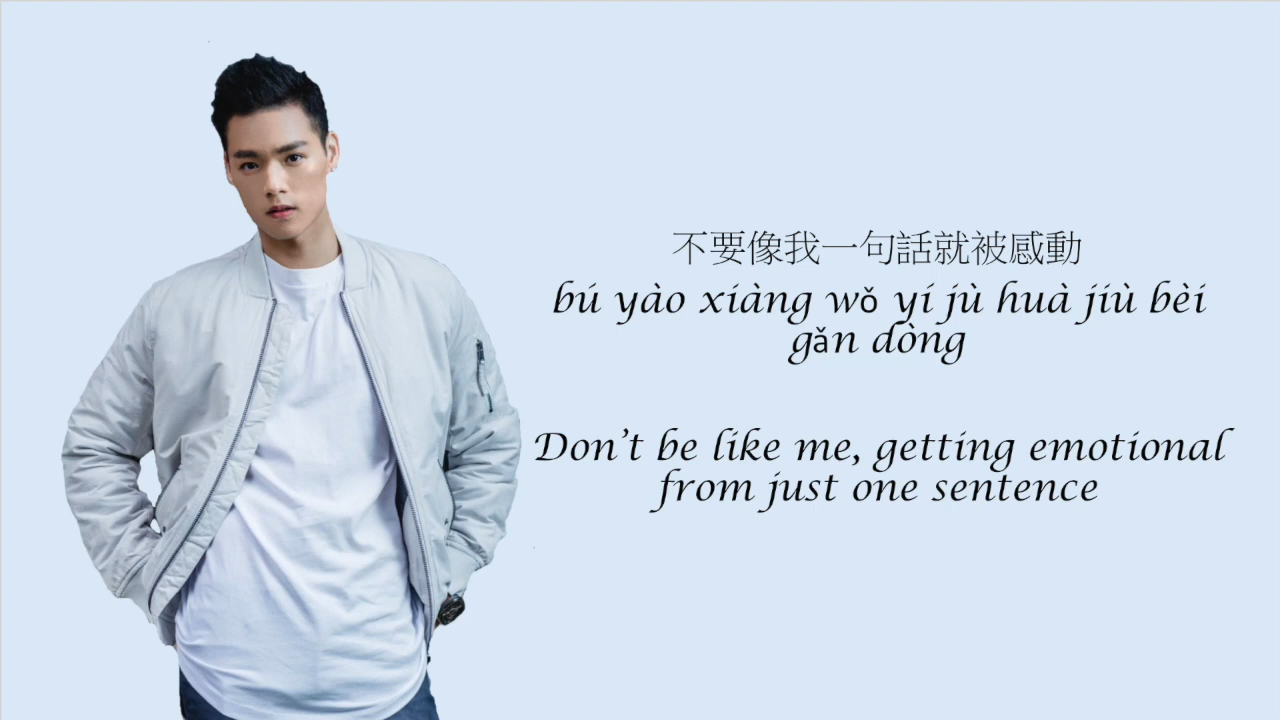 不要像我一句話就被感動
bú yào xiàng wǒ yí jù huà jiù bèi
gǎn dòng
Don't be like me, getting emotional
from just one sentence